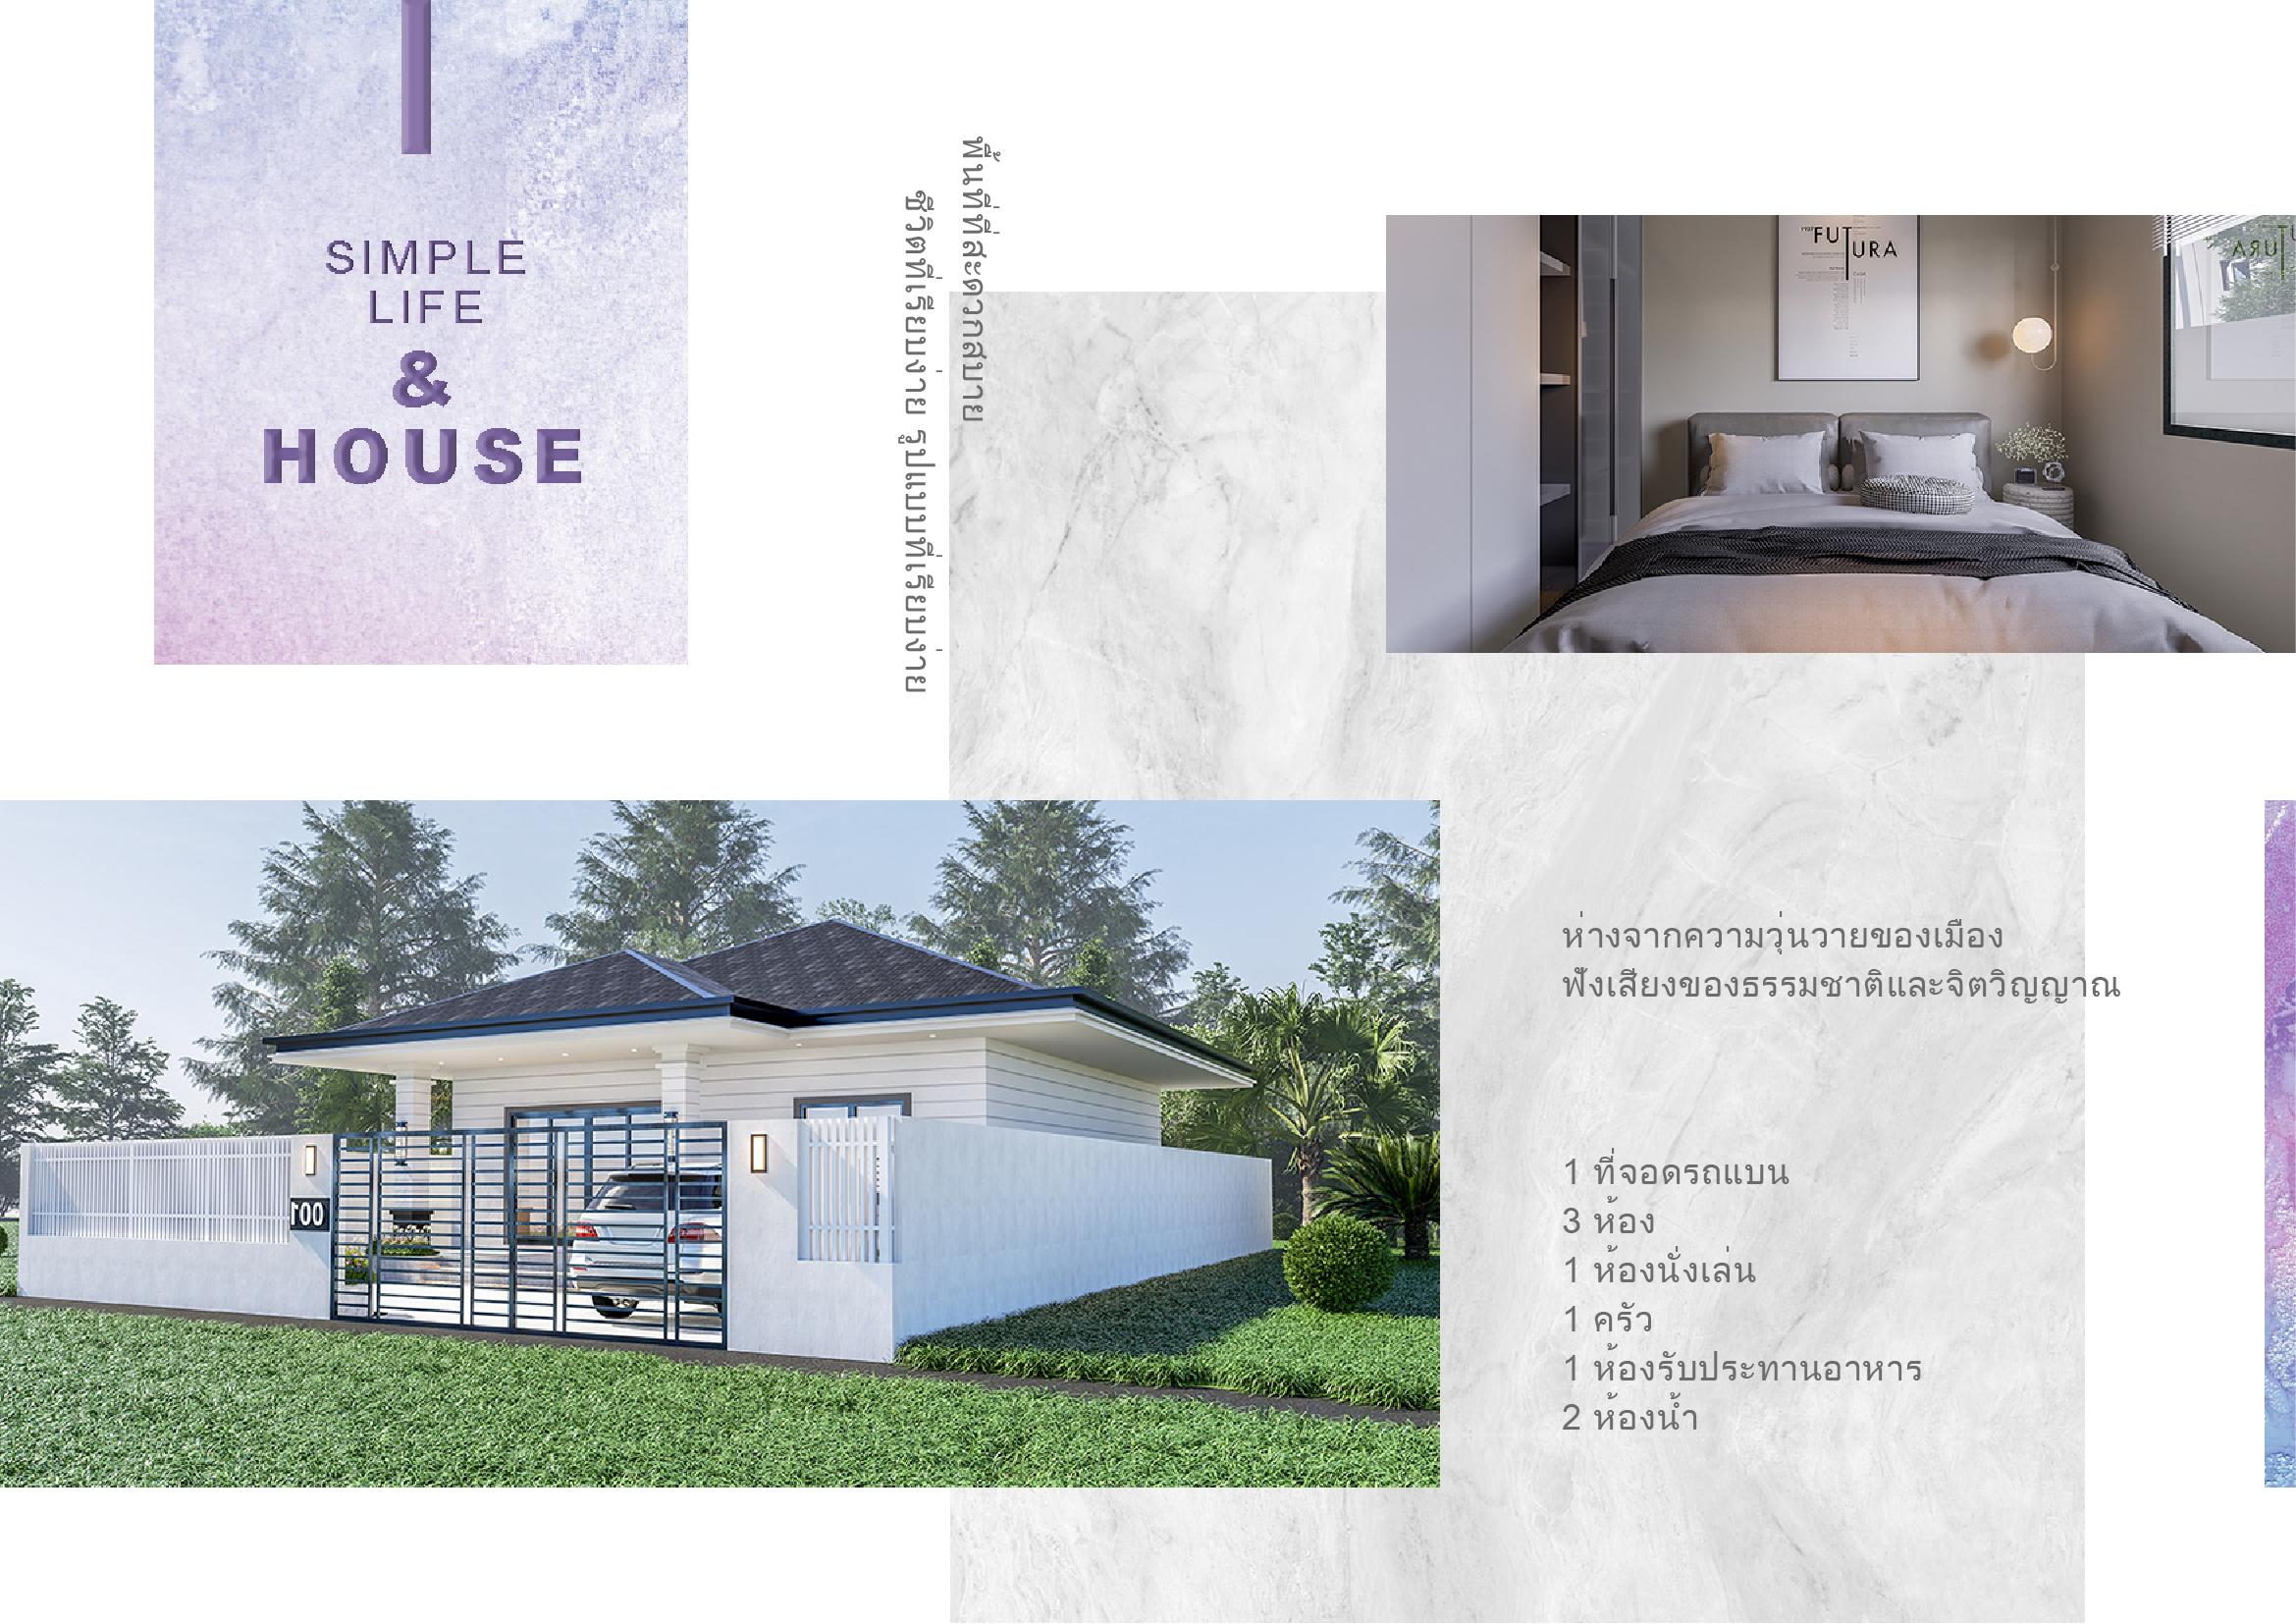 SIMPLE
LIFE
&
HOUSE
พื้นที่ที่สะดวกสบาย
ชีวิตที่เรียบง่าย รูปแบบที่เรียบง่าย
FUTURA
ห่างจากความวุ่นวายของเมือง
ฟังเสียงของธรรมชาติและจิตวิญญาณ
001
1 ที่จอดรถแบน
3 ห้อง
1 ห้องนั่งเล่น
1 ครัว
1 ห้องรับประทานอาหาร
2 ห้องน้ำ